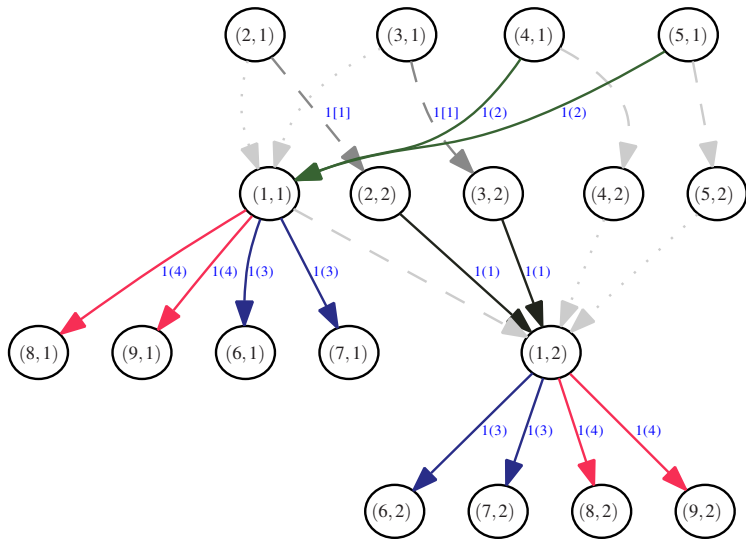 (2, 1) (3, 1) (4, 1) (5, 1)
1[1] 1[1] 1(2) 1(2)
(1, 1) (2, 2) (3, 2) (4, 2) (5, 2)
1(4) 1(4) 1(3) 1(3) 1(1) 1(1)
(8, 1) (9, 1) (6, 1) (7, 1) (1, 2)
1(3) 1(3) 1(4) 1(4)
(6, 2) (7, 2) (8, 2) (9, 2)